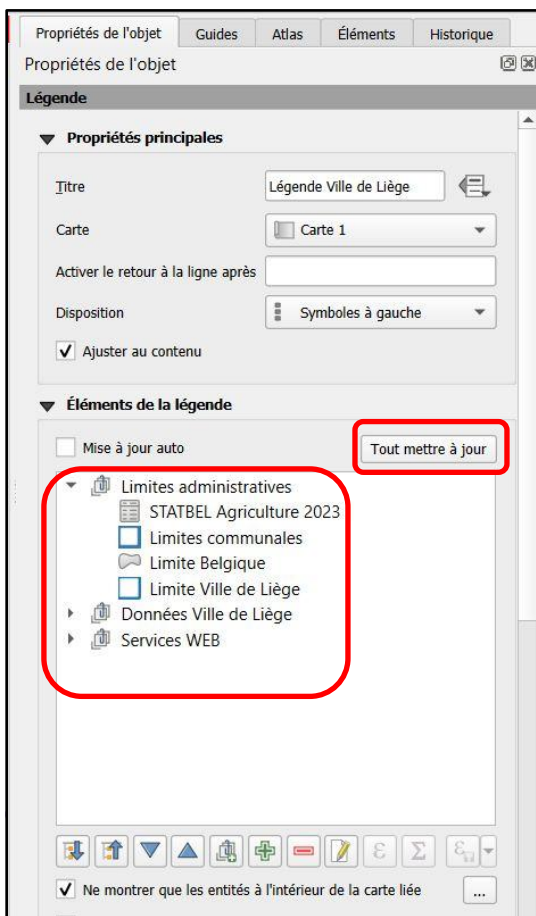 Propriétés de l'objet Guides Atlas Éléments Historique
Propriétés de l'objet
Légende
Propriétés principales
Titre Légende Ville de Liège
Carte Carte 1
Activer le retour à la ligne après
Disposition Symboles à gauche
Ajuster au contenu
Éléments de la légende
Mise à jour auto Tout mettre à jour
Limites administratives
STATBEL Agriculture 2023
Limites communales
Limite Belgique
Limite Ville de Liège
Données Ville de Liège
Services WEB
ε Σ ε
Ne montrer que les entités à l'intérieur de la carte liée ...